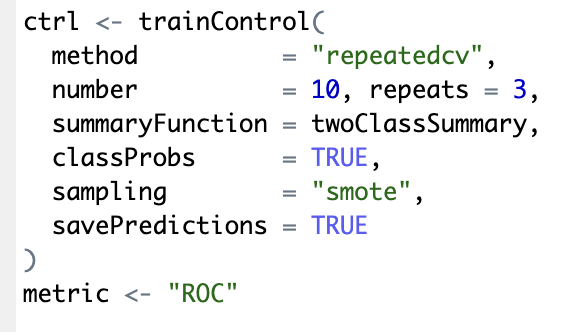 ctrl <- trainControl(
  method          = "repeatedcv",
  number          = 10, repeats = 3,
  summaryFunction = twoClassSummary,
  classProbs      = TRUE,
  sampling        = "smote",
  savePredictions = TRUE
)
metric <- "ROC"